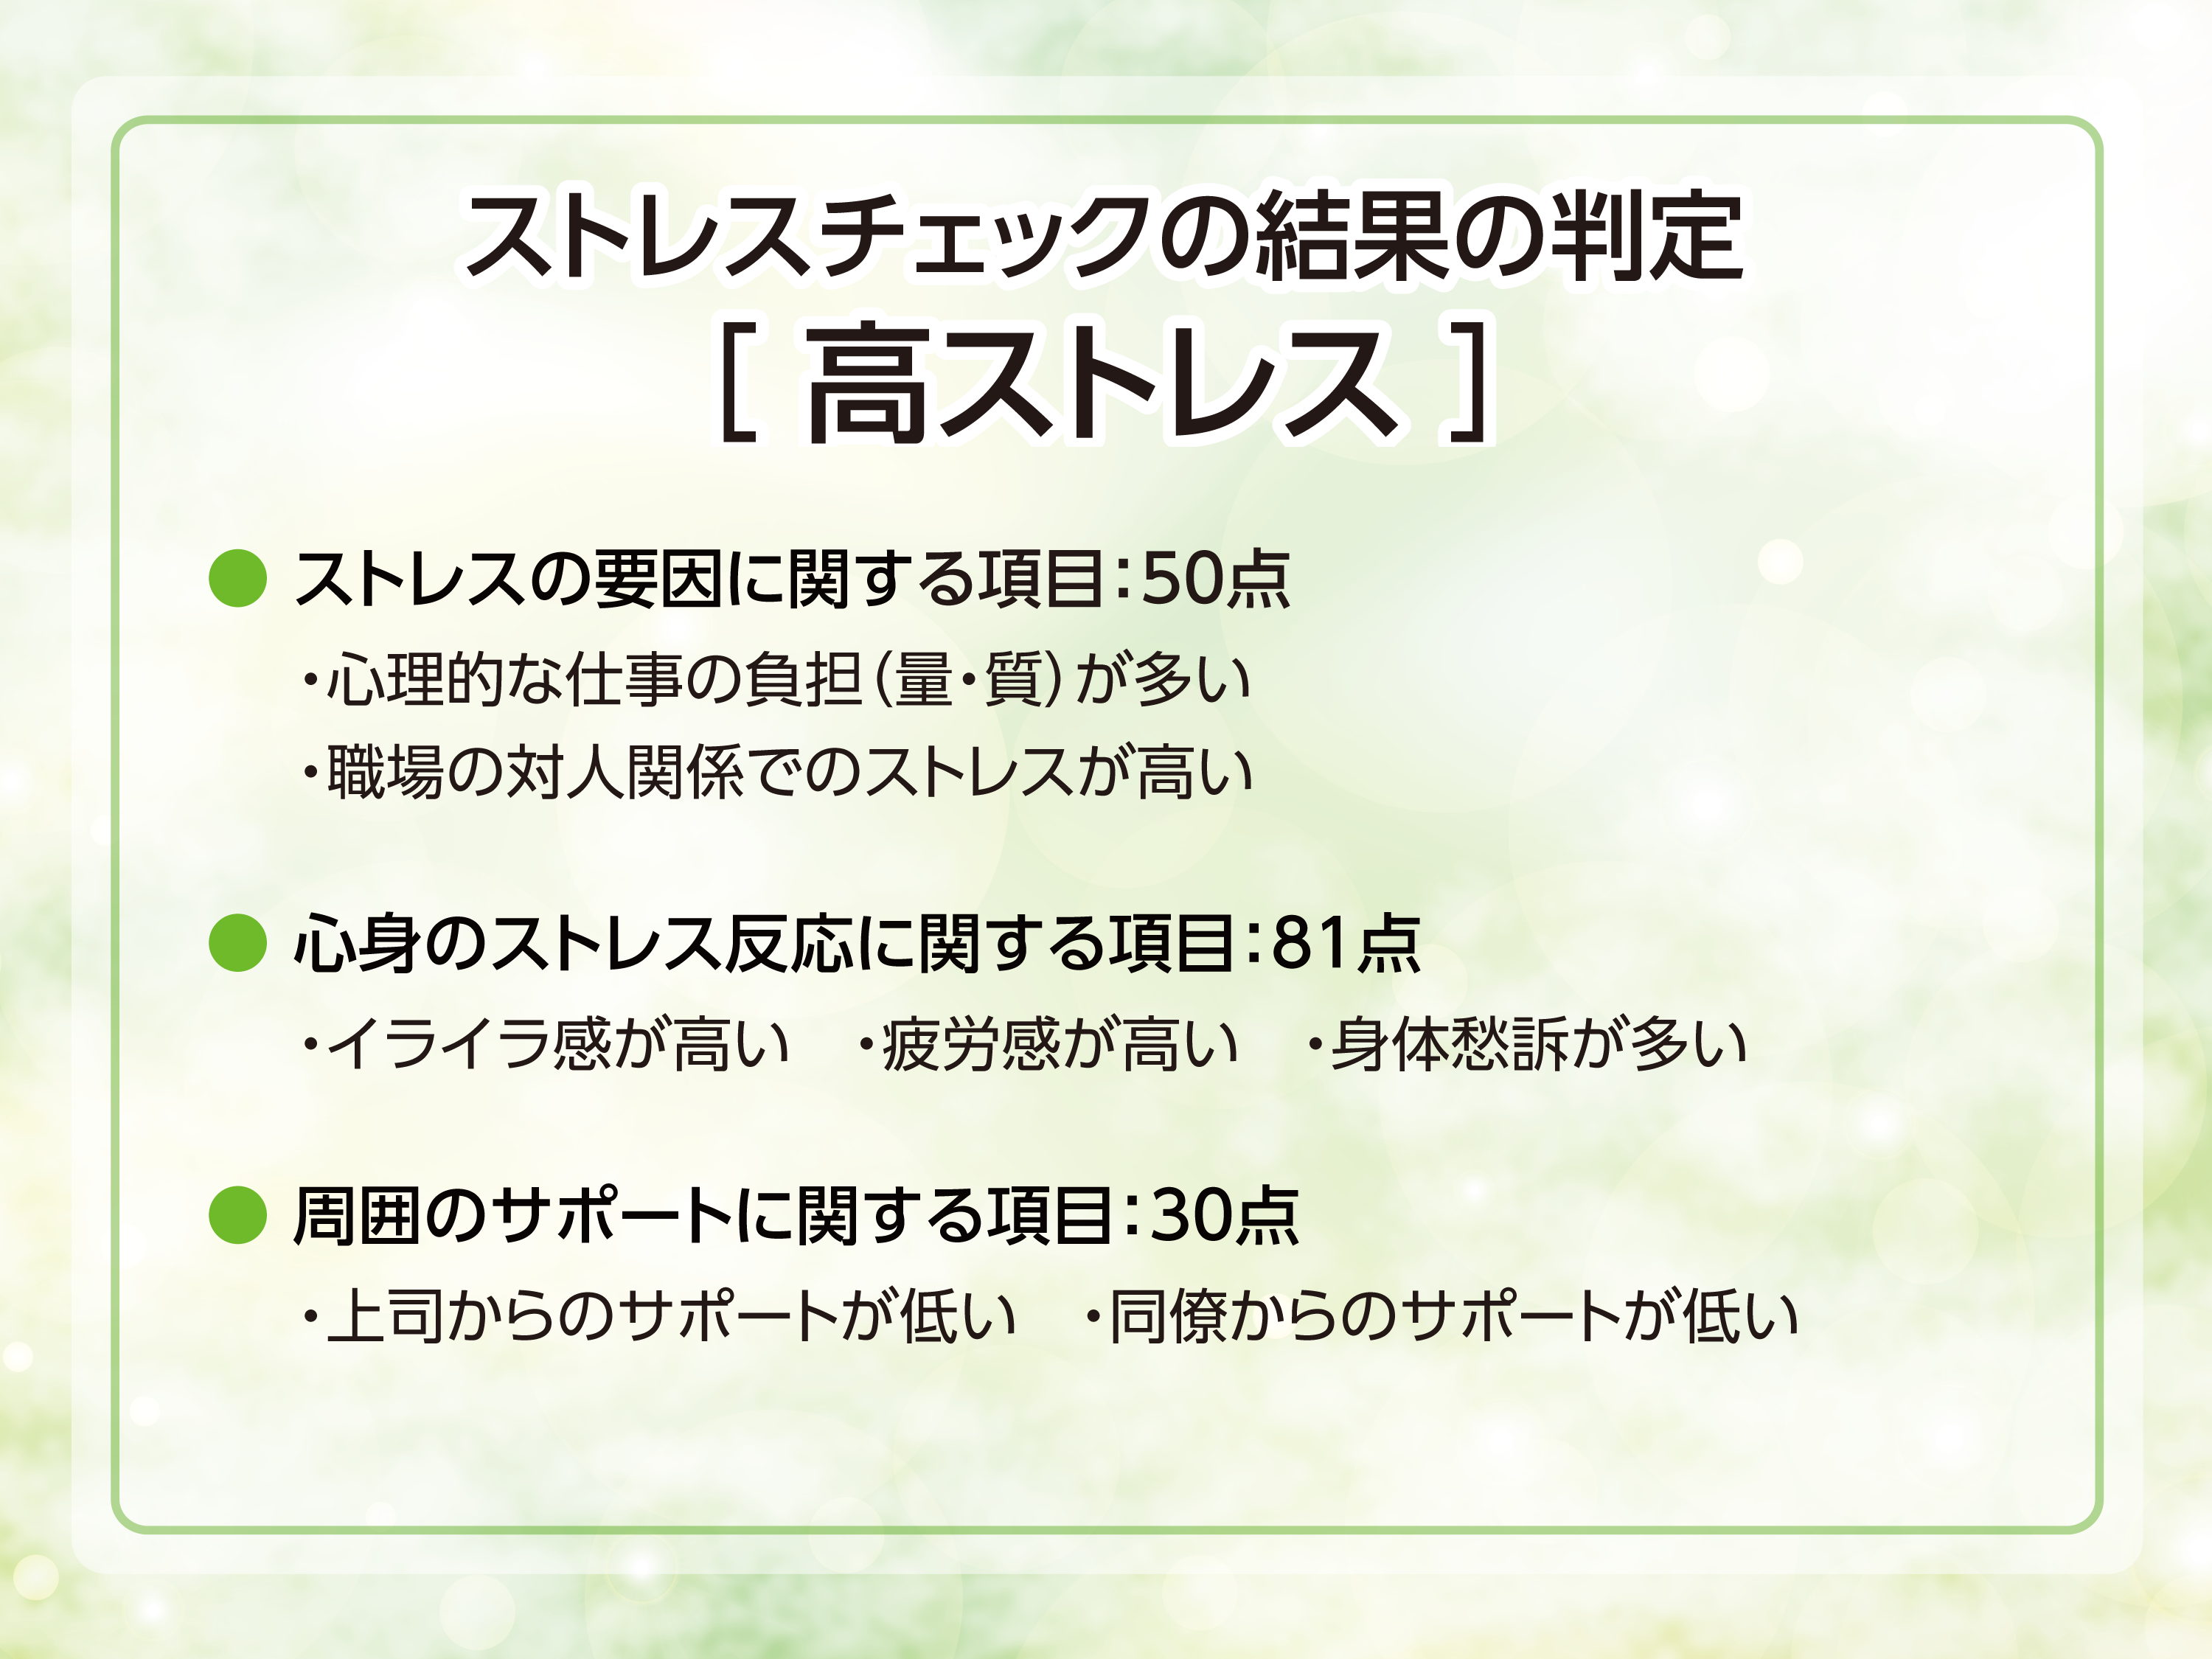 ストレスチェックの結果の判定
［ 高ストレス ］
● ストレスの要因に関する項目：50点
・心理的な仕事の負担（量・質）が多い
・職場の対人関係でのストレスが高い
● 心身のストレス反応に関する項目：81点
・イライラ感が高い　・疲労感が高い　・身体愁訴が多い
● 周囲のサポートに関する項目：30点
・上司からのサポートが低い　・同僚からのサポートが低い